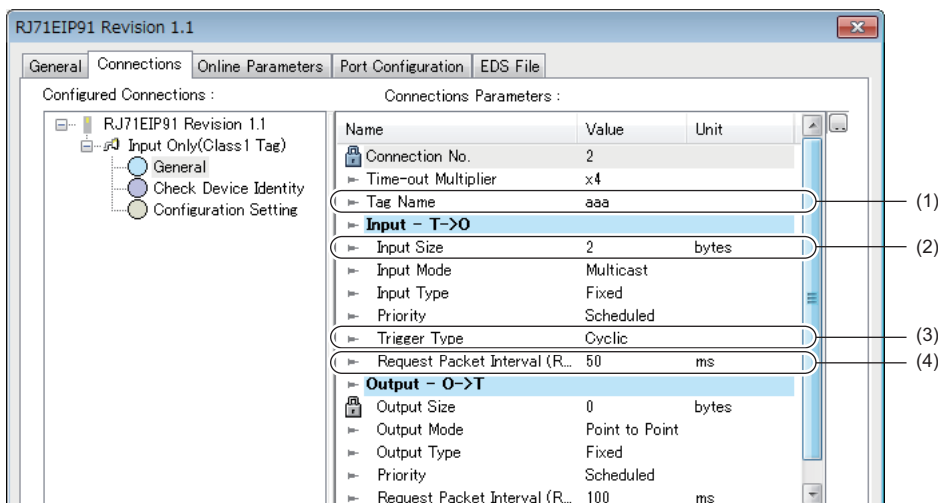 RJ71EIP91 Revision 1.1
General Connections Online Parameters Port Configuration EDS File
Configured Connections : Connections Parameters :
RJ71EIP91 Revision 1.1
Input Only(Class1 Tag)
General
Check Device Identity
Configuration Setting
Name Value Unit
Connection No. 2
Time-out Multiplier x4
Tag Name aaa (1)
Input - T->O
Input Size 2 bytes (2)
Input Mode Multicast
Input Type Fixed
Priority Scheduled
Trigger Type Cyclic (3)
Request Packet Interval (R... 50 ms (4)
Output - O->T
Output Size 0 bytes
Output Mode Point to Point
Output Type Fixed
Priority Scheduled
Request Packet Interval (R... 100 ms